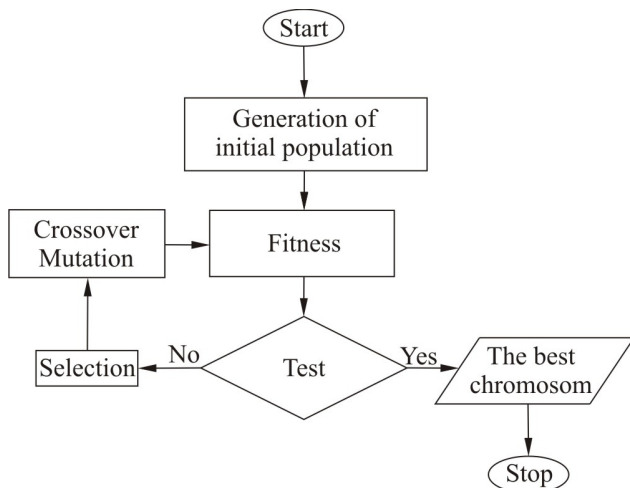 Start
Generation of
initial population
Crossover
Mutation
Fitness
Selection
No
Test
Yes
The best
chromosom
Stop